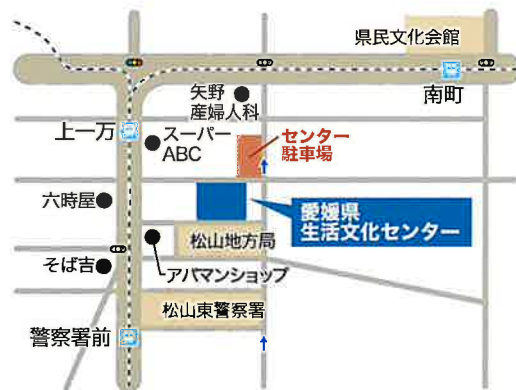 県民文化会館
矢野
産婦人科
南町
上一万
スーパー
ABC
センター
駐車場
六時屋
愛媛県
生活文化センター
松山地方局
そば吉
アパマンショップ
松山東警察署
警察署前